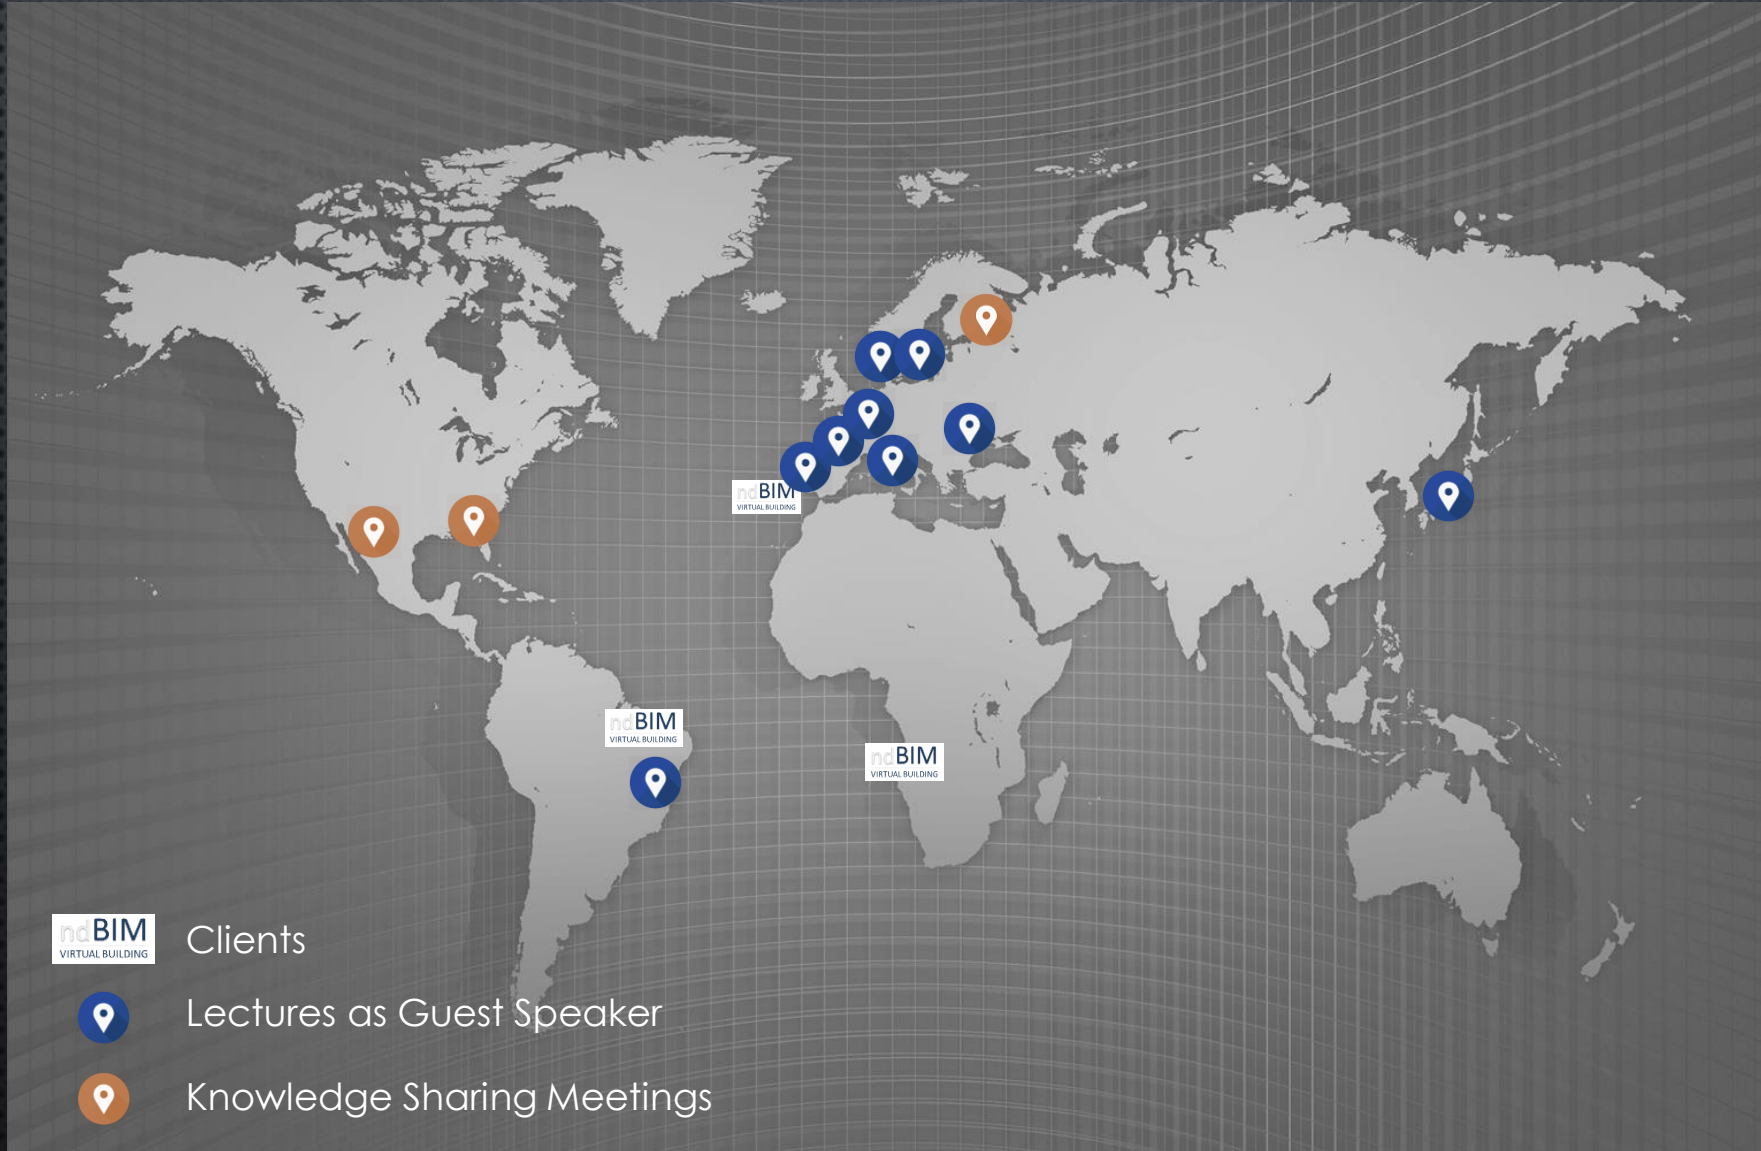 ndBIM
VIRTUAL BUILDING
ndBIM
VIRTUAL BUILDING
ndBIM
VIRTUAL BUILDING
ndBIM
VIRTUAL BUILDING
Clients
Lectures as Guest Speaker
Knowledge Sharing Meetings